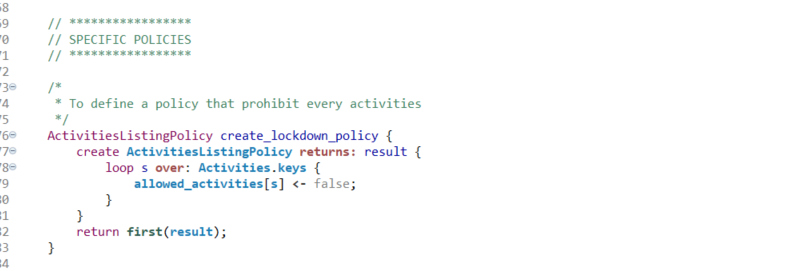 68
69 // *****************
70 // SPECIFIC POLICIES
71 // *****************
72
73 /*
74 * To define a policy that prohibit every activities
75 */
76 ActivitiesListingPolicy create_lockdown_policy {
77 create ActivitiesListingPolicy returns: result {
78 loop s over: Activities.keys {
79 allowed_activities[s] <- false;
80 }
81 }
82 return first(result);
83 }
84